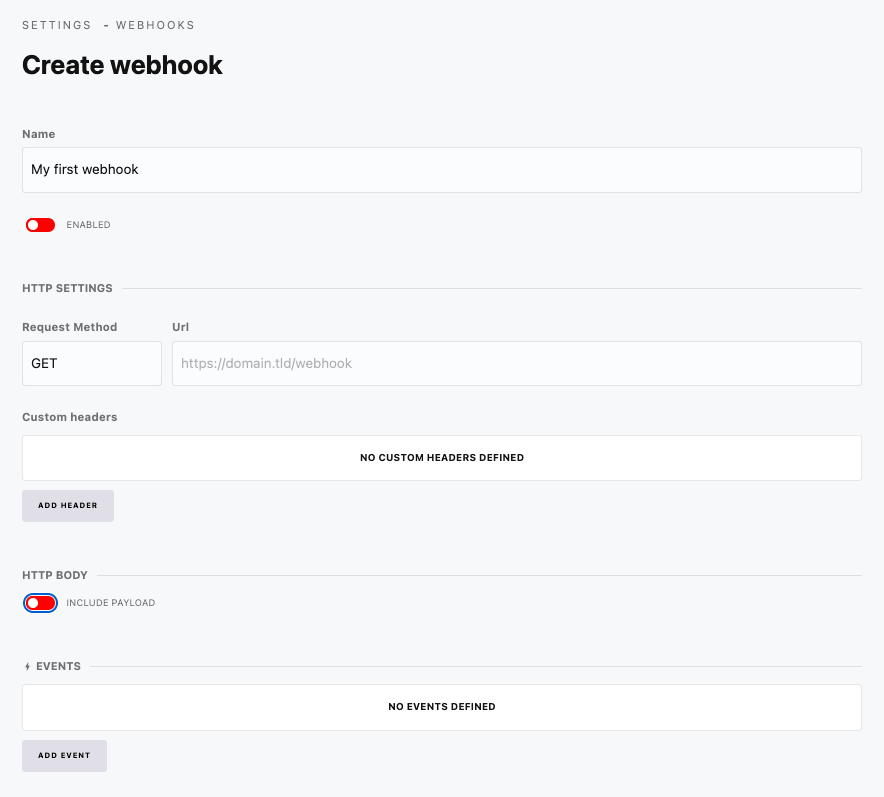 SETTINGS - WEBHOOKS
Create webhook
Name
My first webhook
ENABLED
HTTP SETTINGS
Request Method Url
GET https://domain.tld/webhook
Custom headers
NO CUSTOM HEADERS DEFINED
ADD HEADER
HTTP BODY
INCLUDE PAYLOAD
EVENTS
NO EVENTS DEFINED
ADD EVENT